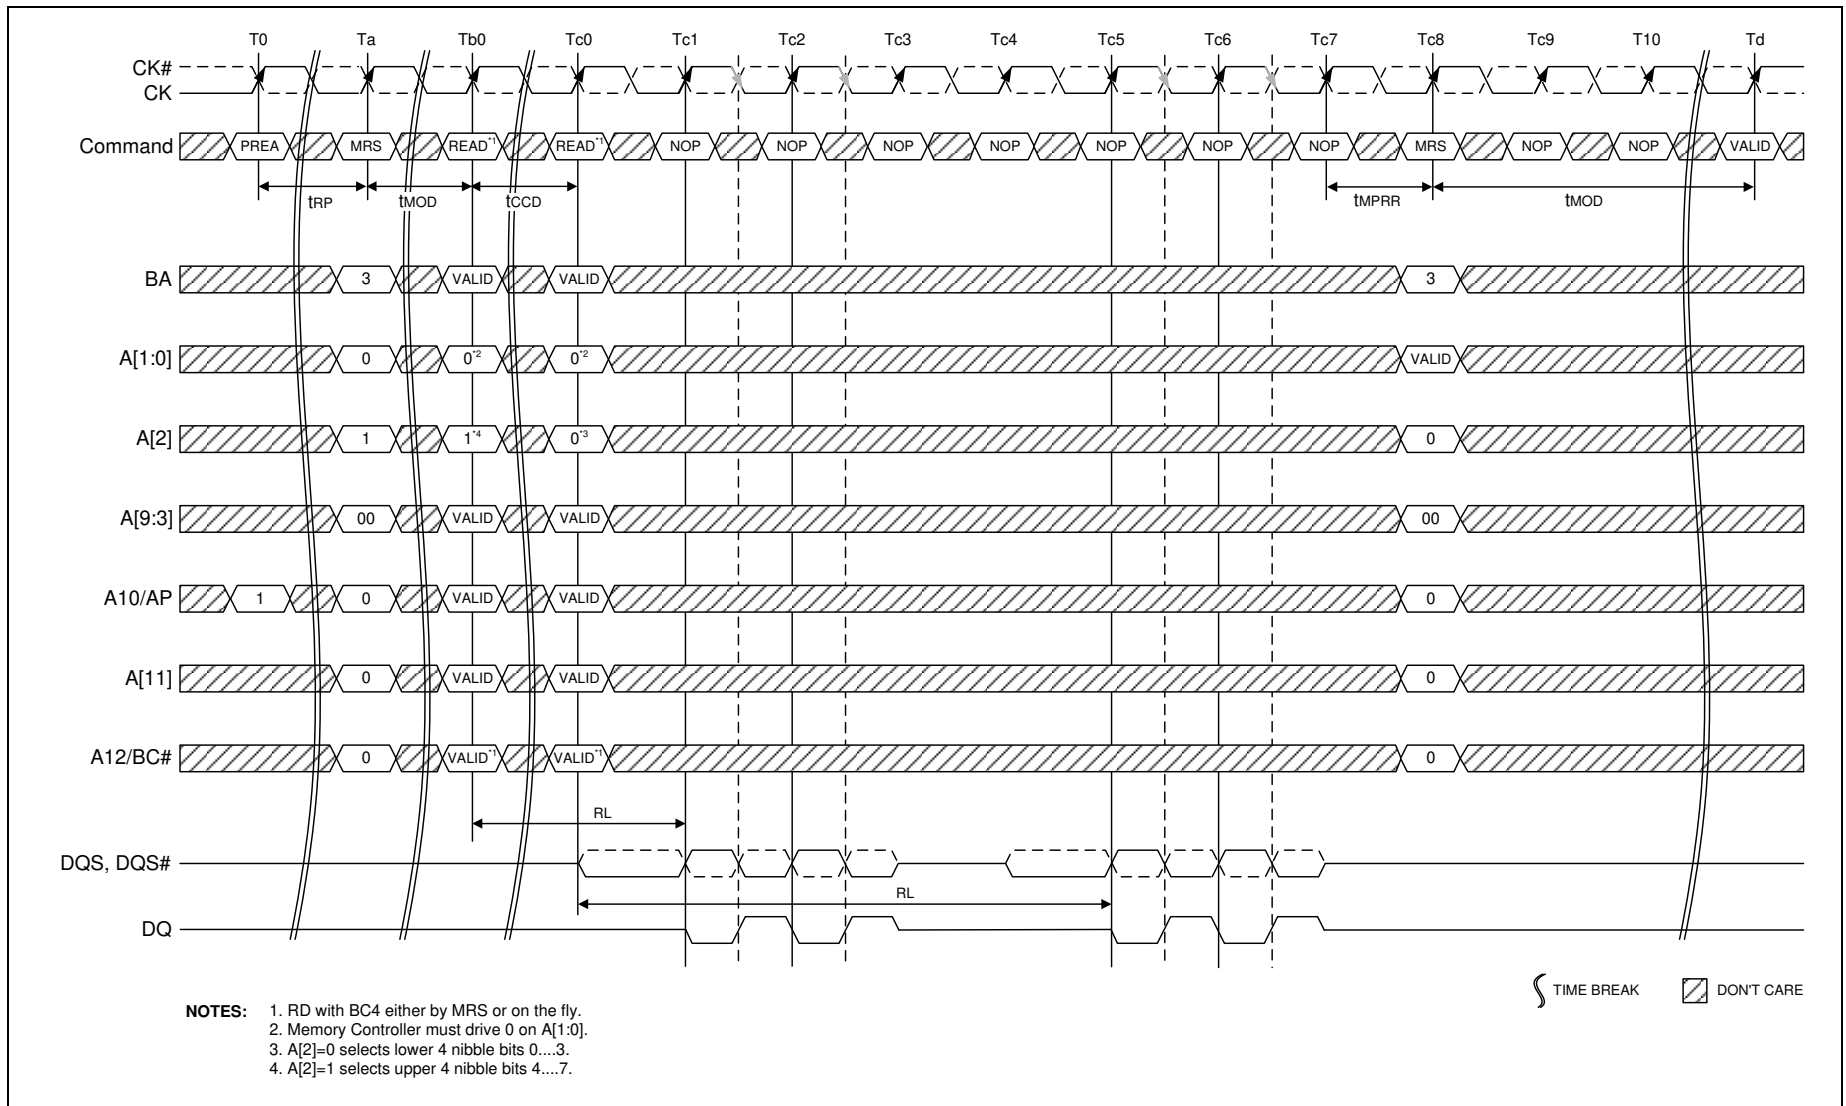 T0 Ta Tb0 Tc0 Tc1 Tc2 Tc3 Tc4 Tc5 Tc6 Tc7 Tc8 Tc9 T10 Td
CK#
CK
Command PREA MRS READ*1 READ*1 NOP NOP NOP NOP NOP NOP NOP MRS NOP NOP VALID
tRP tMOD tCCD tMPRR tMOD
BA 3 VALID VALID 3
A[1:0] 0 0*2 0*2 VALID
A[2] 1 1*4 0*3 0
A[9:3] 00 VALID VALID 00
A10/AP 1 0 VALID VALID 0
A[11] 0 VALID VALID 0
A12/BC# 0 VALID*1 VALID*1 0
RL
DQS, DQS#
RL
DQ
TIME BREAK DON'T CARE
NOTES: 1. RD with BC4 either by MRS or on the fly.
2. Memory Controller must drive 0 on A[1:0].
3. A[2]=0 selects lower 4 nibble bits 0....3.
4. A[2]=1 selects upper 4 nibble bits 4....7.